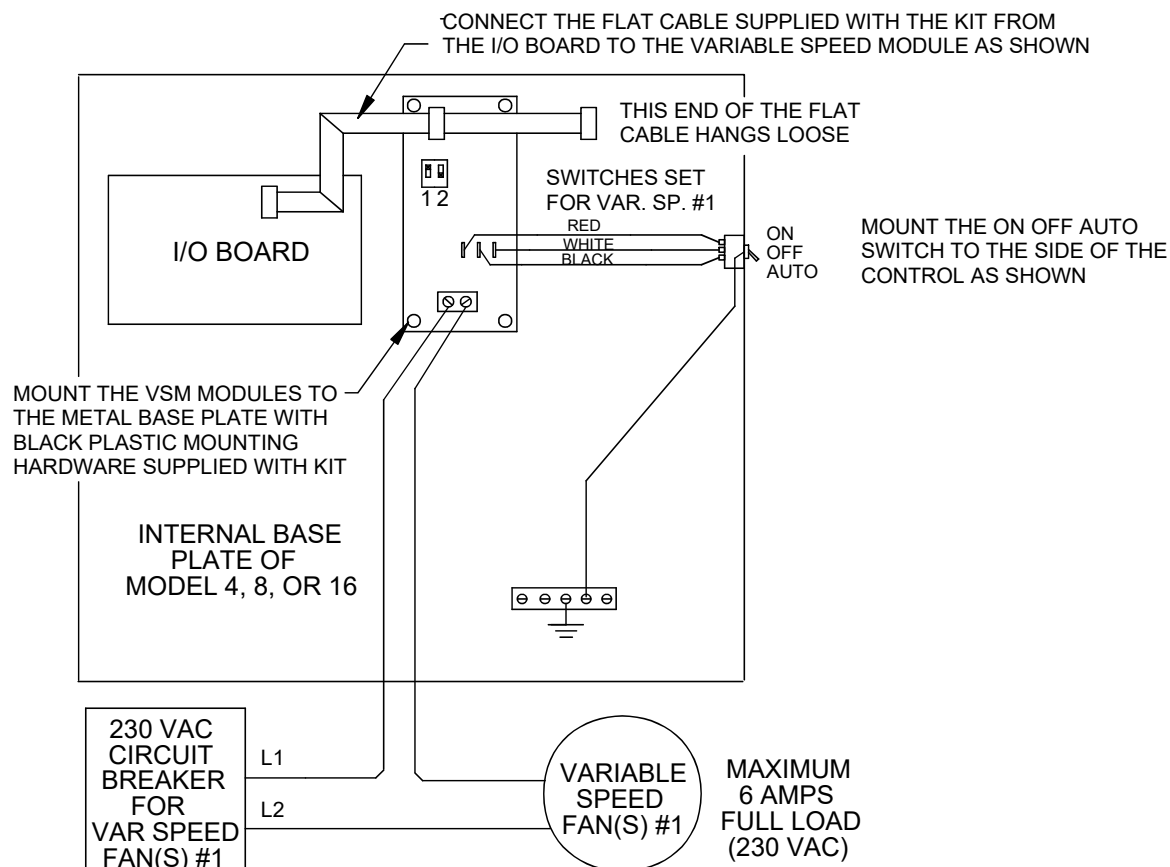 CONNECT THE FLAT CABLE SUPPLIED WITH THE KIT FROM
THE I/O BOARD TO THE VARIABLE SPEED MODULE AS SHOWN
THIS END OF THE FLAT
CABLE HANGS LOOSE
1 2
SWITCHES SET
FOR VAR. SP. #1
I/O BOARD
RED
WHITE
BLACK
ON
OFF
AUTO
MOUNT THE ON OFF AUTO
SWITCH TO THE SIDE OF THE
CONTROL AS SHOWN
MOUNT THE VSM MODULES TO
THE METAL BASE PLATE WITH
BLACK PLASTIC MOUNTING
HARDWARE SUPPLIED WITH KIT
INTERNAL BASE
PLATE OF
MODEL 4, 8, OR 16
230 VAC
CIRCUIT
BREAKER
FOR
VAR SPEED
FAN(S) #1
L1
L2
VARIABLE
SPEED
FAN(S) #1
MAXIMUM
6 AMPS
FULL LOAD
(230 VAC)